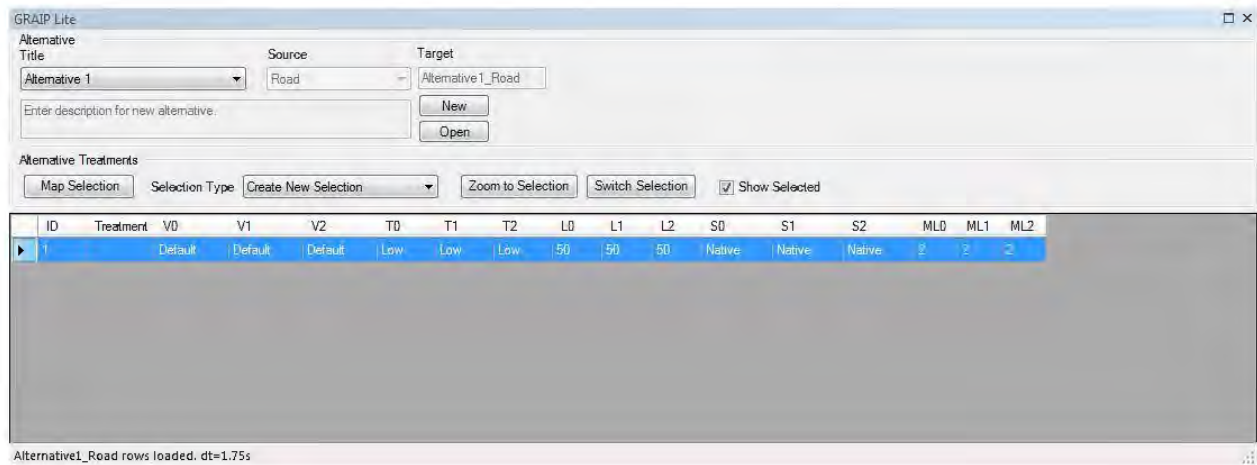 GRAIP Lite
Alternative
Title Source Target
Alternative 1 Road Alternative1_Road
Enter description for new alternative.
New
Open
Alternative Treatments
Map Selection Selection Type Create New Selection Zoom to Selection Switch Selection Show Selected
ID Treatment V0 V1 V2 T0 T1 T2 L0 L1 L2 S0 S1 S2 ML0 ML1 ML2
1 Default Default Default Low Low Low 50 50 50 Native Native Native 2 2 2
Alternative1_Road rows loaded. dt=1.75s